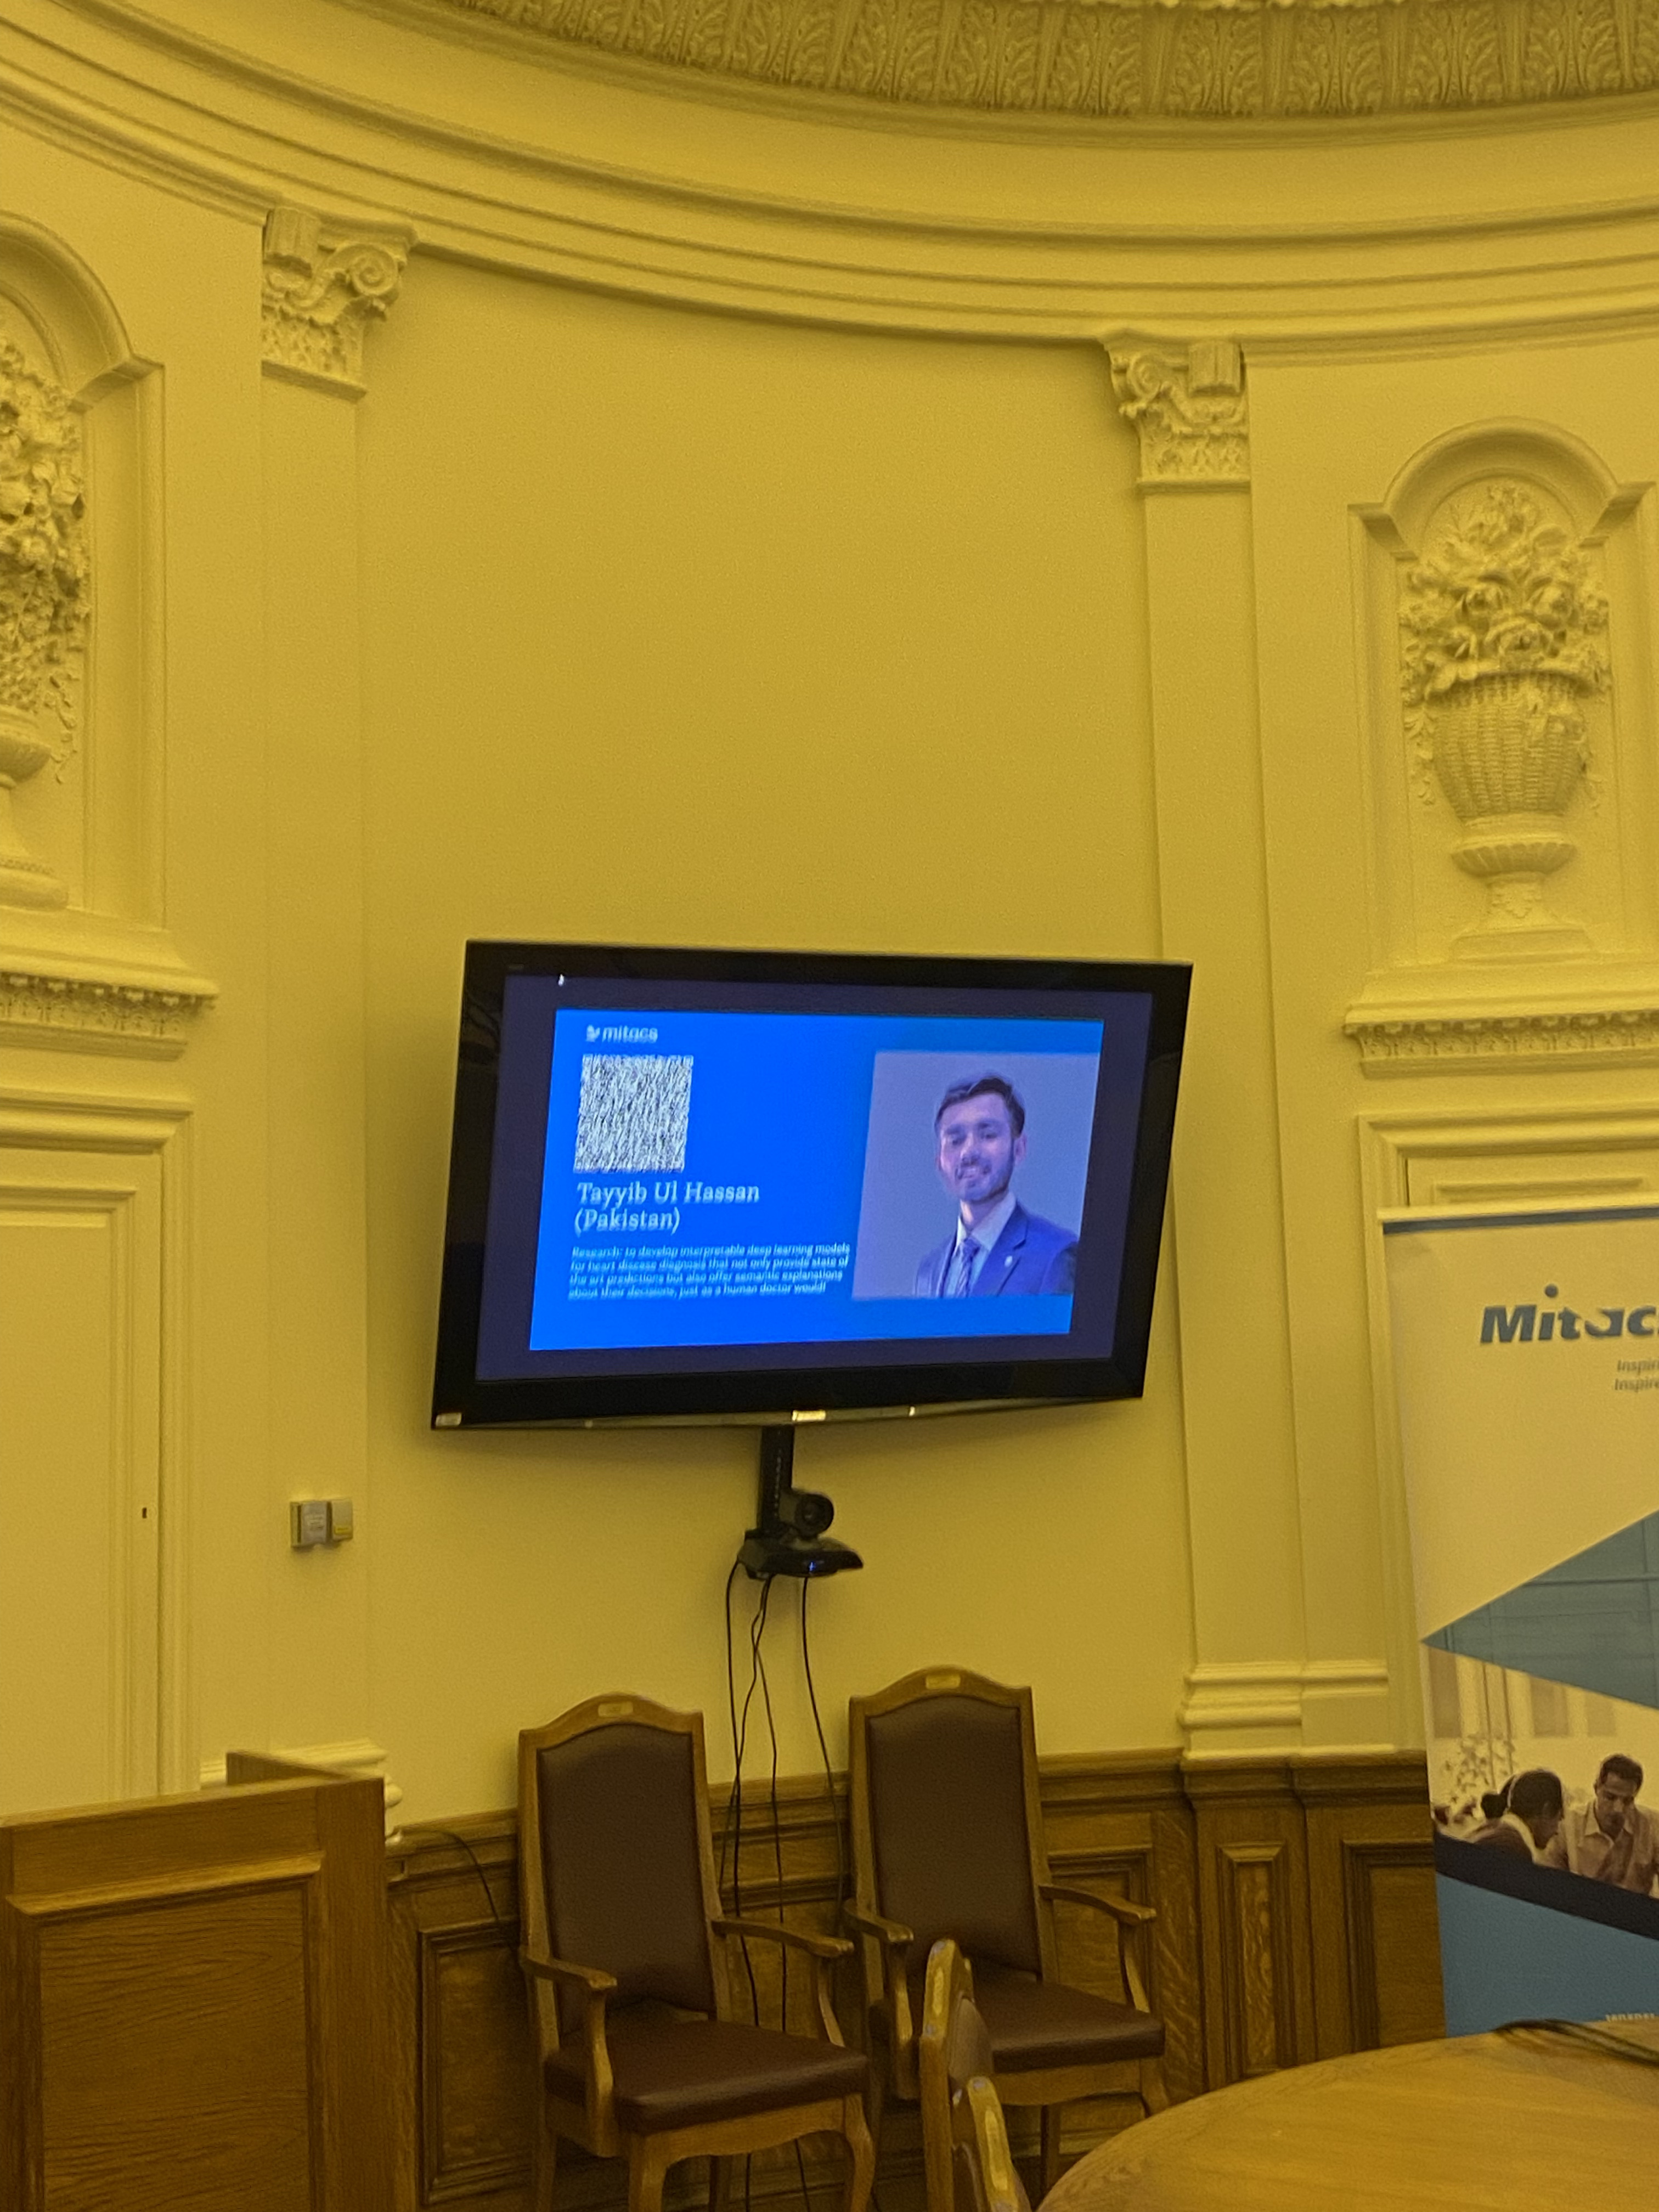 mitacs
Tayyib Ul Hassan
(Pakistan)
Research: to develop interpretable deep learning models
for heart disease diagnosis that not only provide state of
the art predictions but also offer semantic explanations
about their decisions, just as a human doctor would!
Mitac
Inspir
Inspire